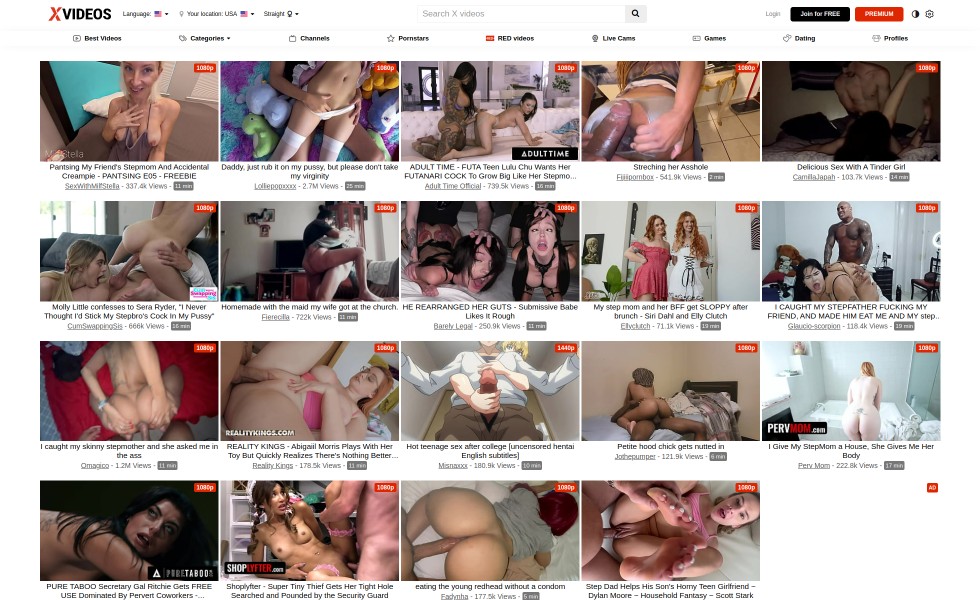 XVIDEOS
Language:
Your location: USA
Straight
Search X videos
Login
Join for FREE
PREMIUM
Best Videos
Categories
Channels
Pornstars
RED videos
Live Cams
Games
Dating
Profiles
1080p
1080p
1080p
1080p
1080p
ADULTTIME
Pantsing My Friend's Stepmom And Accidental
Creampie - PANTSING E05 - FREEBIE
SexWithMilfStella - 337.4k Views - 11 min
Daddy, just rub it on my pussy, but please don't take
my virginity
Lolliepopxxxx - 2.7M Views - 25 min
ADULT TIME - FUTA Teen Lulu Chu Wants Her
FUTANARI COCK To Grow Big Like Her Stepmo...
Adult Time Official - 739.5k Views - 16 min
Streching her Asshole
Fiiiipornbox - 541.9k Views - 2 min
Delicious Sex With A Tinder Girl
CamillaJapah - 103.7k Views - 14 min
1080p
1080p
1080p
1080p
1080p
Molly Little confesses to Sera Ryder, "I Never
Thought I'd Stick My Stepbro's Cock In My Pussy"
CumSwappingSis - 666k Views - 16 min
Homemade with the maid my wife got at the church.
Fierecilla - 722k Views - 11 min
HE REARRANGED HER GUTS - Submissive Babe
Likes It Rough
Barely Legal - 250.9k Views - 11 min
My step mom and her BFF get SLOPPY after
brunch - Siri Dahl and Elly Clutch
Ellyclutch - 71.1k Views - 19 min
I CAUGHT MY STEPFATHER FUCKING MY
FRIEND, AND MADE HIM EAT ME AND MY step...
Glaucio-scorpion - 118.4k Views - 19 min
1080p
1080p
1440p
1080p
1080p
REALITYKINGS.COM
PERVMOM.com
I caught my skinny stepmother and she asked me in
the ass
Omagico - 1.2M Views - 11 min
REALITY KINGS - Abigaiil Morris Plays With Her
Toy But Quickly Realizes There's Nothing Better...
Reality Kings - 178.5k Views - 11 min
Hot teenage sex after college [uncensored hentai
English subtitles]
Misnaxxx - 180.9k Views - 10 min
Petite hood chick gets nutted in
Jothepumper - 121.9k Views - 6 min
I Give My StepMom a House, She Gives Me Her
Body
Perv Mom - 222.8k Views - 17 min
1080p
1080p
1080p
1080p
AD
PURETABOO
SHOPLYFTER.com
PURE TABOO Secretary Gal Ritchie Gets FREE
USE Dominated By Pervert Coworkers -...
Shoplyfter - Super Tiny Thief Gets Her Tight Hole
Searched and Pounded by the Security Guard
eating the young redhead without a condom
Fadynha - 177.5k Views - 5 min
Step Dad Helps His Son's Horny Teen Girlfriend ~
Dylan Moore ~ Household Fantasy ~ Scott Stark